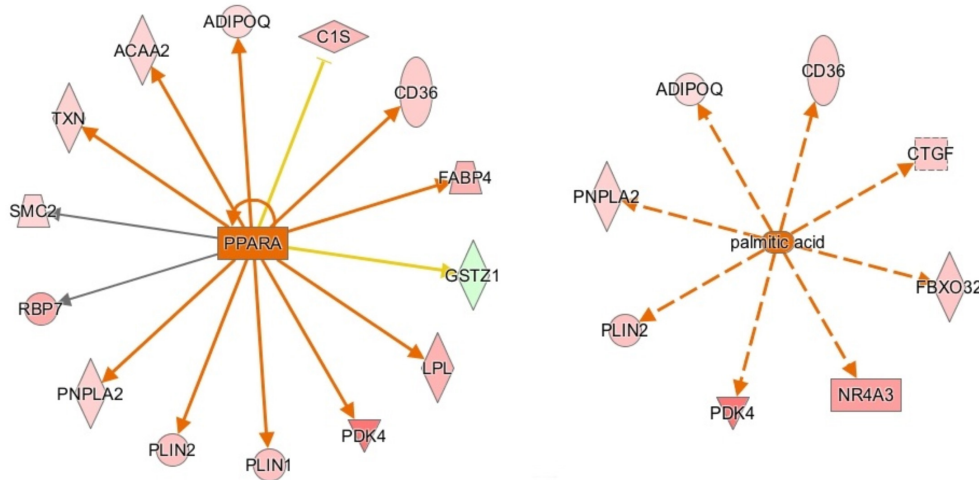 ADIPOQ
C1S
ACAA2
CD36
TXN
FABP4
SMC2
PPARA
GSTZ1
RBP7
LPL
PNPLA2
PDK4
PLIN2
PLIN1
CD36
ADIPOQ
CTGF
PNPLA2
palmitic acid
FBXO32
PLIN2
NR4A3
PDK4